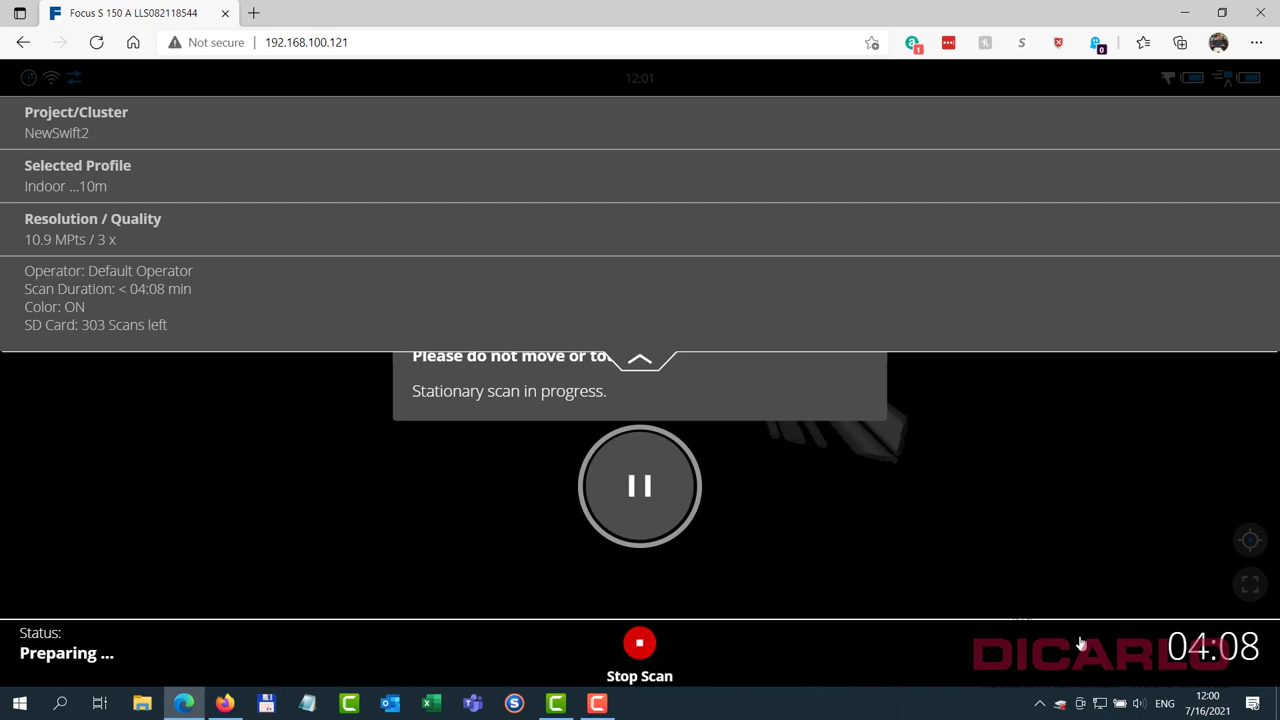 Focus S 150 A LLS082118544
Not secure
192.168.100.121
1
0
12:01
Project/Cluster
NewSwift2
Selected Profile
Indoor ...10m
Resolution / Quality
10.9 MPts / 3 x
Operator: Default Operator
Scan Duration: < 04:08 min
Color: ON
SD Card: 303 Scans left
Please do not move or to
Stationary scan in progress.
Status:
Preparing ...
Stop Scan
DICARLO
04:08
ENG
12:00
7/16/2021